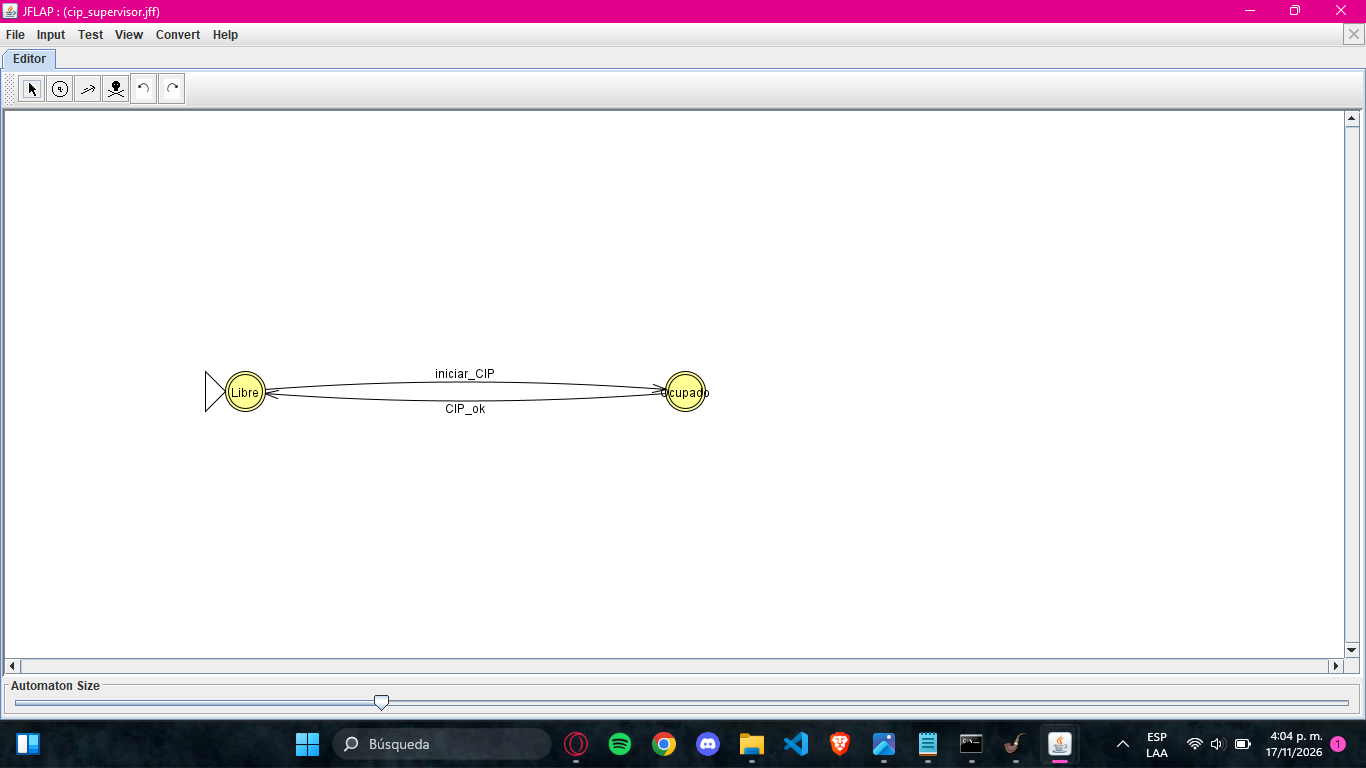 JFLAP : (cip_supervisor.jff)
File Input Test View Convert Help
Editor
iniciar_CIP
Libre
Ocupado
CIP_ok
Automaton Size
Búsqueda
ESP
LAA
4:04 p. m.
17/11/2026
1